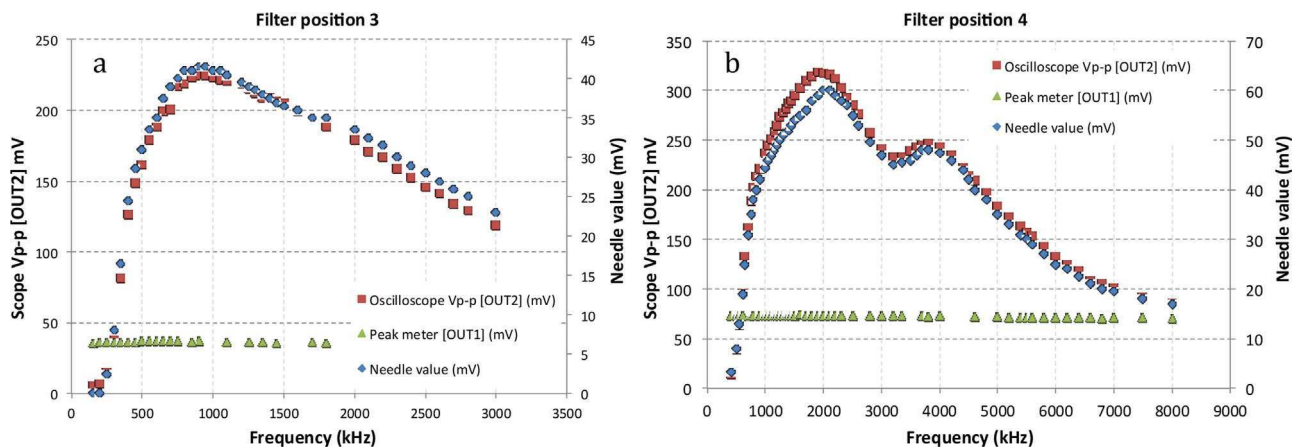 Filter position 3
a
250
200
150
100
50
0
Scope Vp-p [OUT2] mV
45
40
35
30
25
20
15
10
5
0
Needle value (mV)
Oscilloscope Vp-p [OUT2] (mV)
Peak meter [OUT1] (mV)
Needle value (mV)
0 500 1000 1500 2000 2500 3000 3500
Frequency (kHz)
Filter position 4
b
350
300
250
200
150
100
50
0
Scope Vp-p [OUT2] mV
70
60
50
40
30
20
10
0
Needle value (mV)
Oscilloscope Vp-p [OUT2] (mV)
Peak meter [OUT1] (mV)
Needle value (mV)
0 1000 2000 3000 4000 5000 6000 7000 8000 9000
Frequency (kHz)